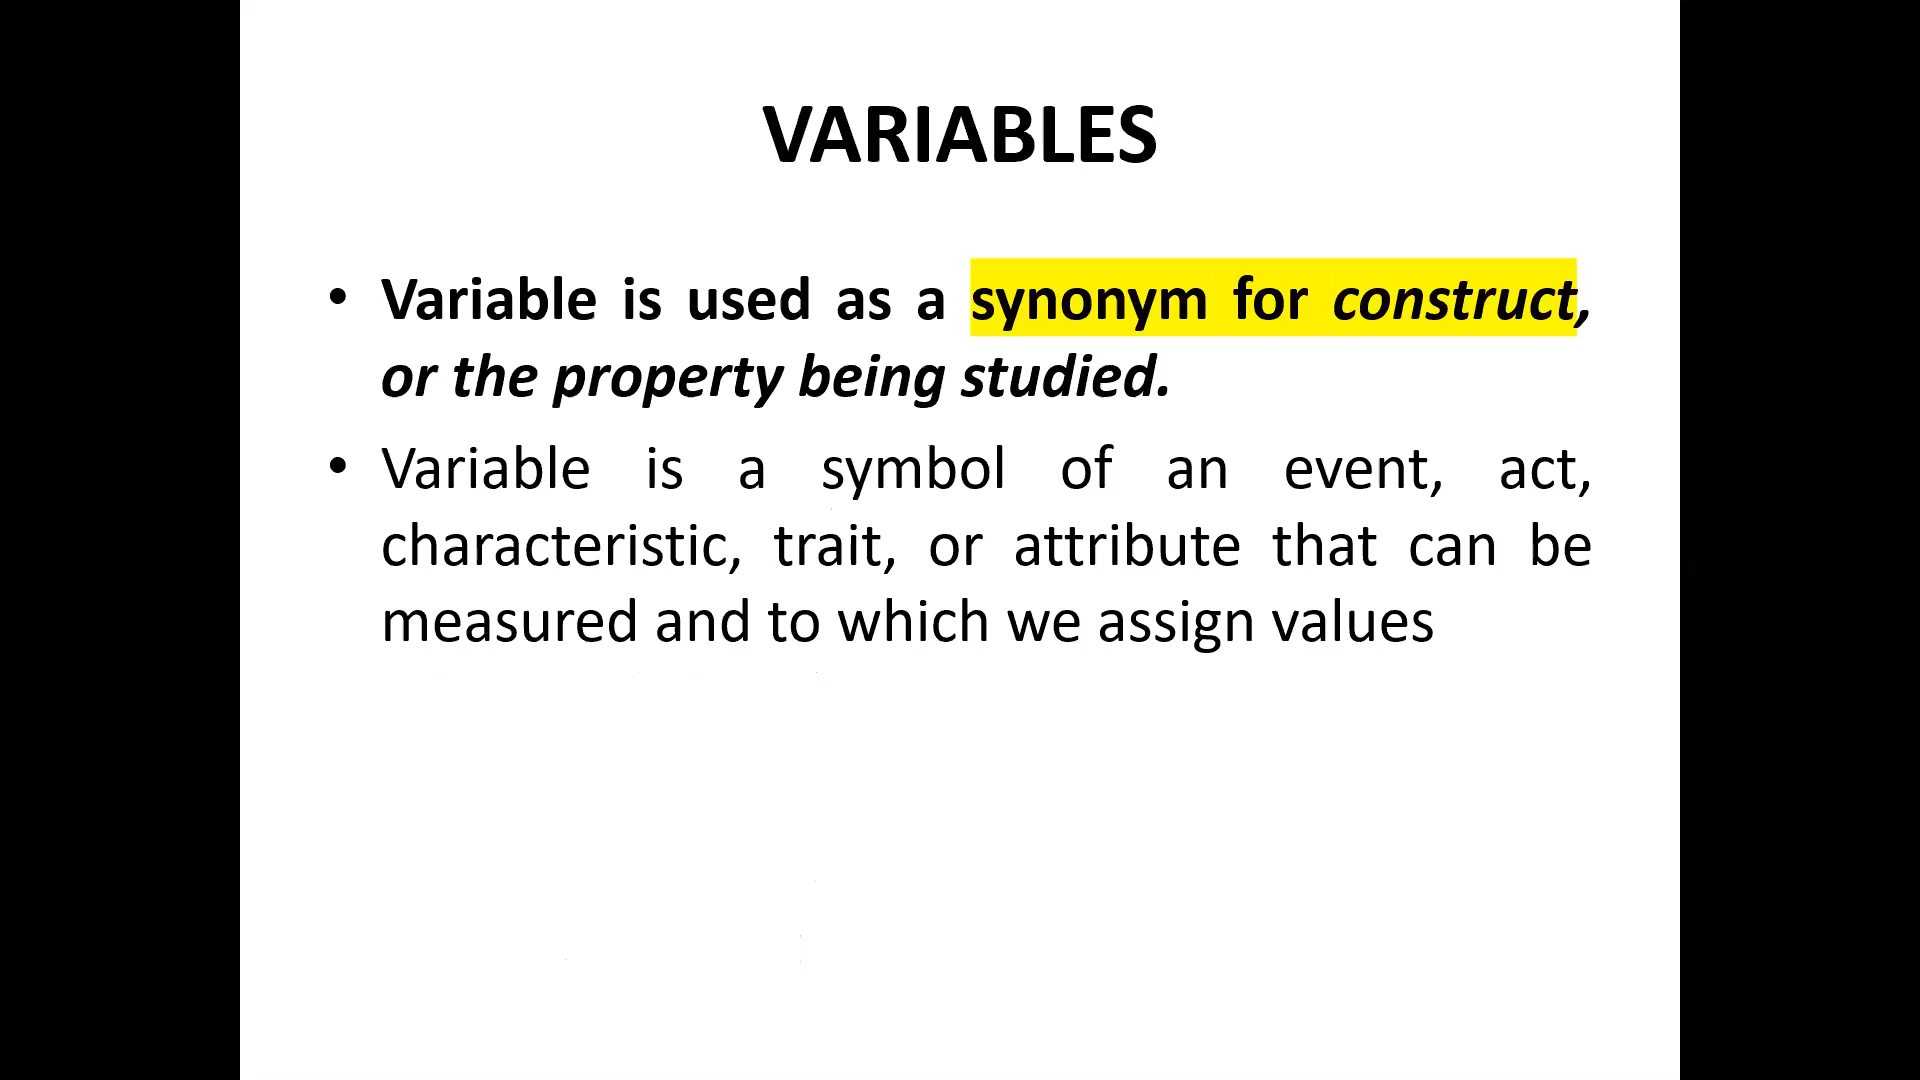 VARIABLES
• Variable is used as a synonym for construct,
or the property being studied.
• Variable is a symbol of an event, act,
characteristic, trait, or attribute that can be
measured and to which we assign values